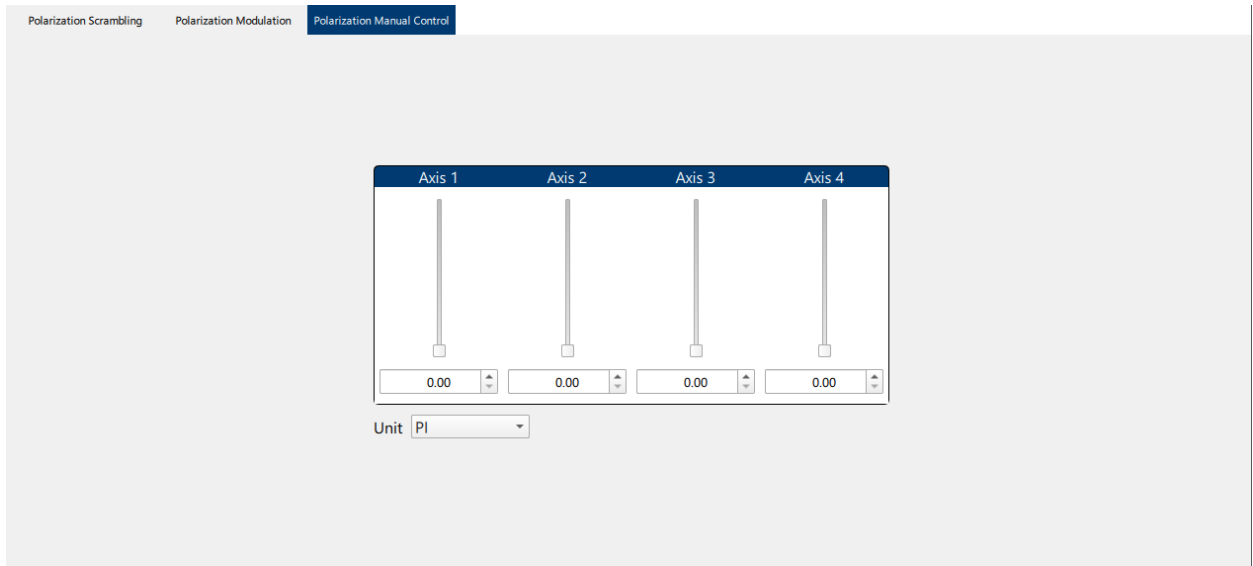 Polarization Scrambling Polarization Modulation Polarization Manual Control
Axis 1 Axis 2 Axis 3 Axis 4
0.00 0.00 0.00 0.00
Unit PI